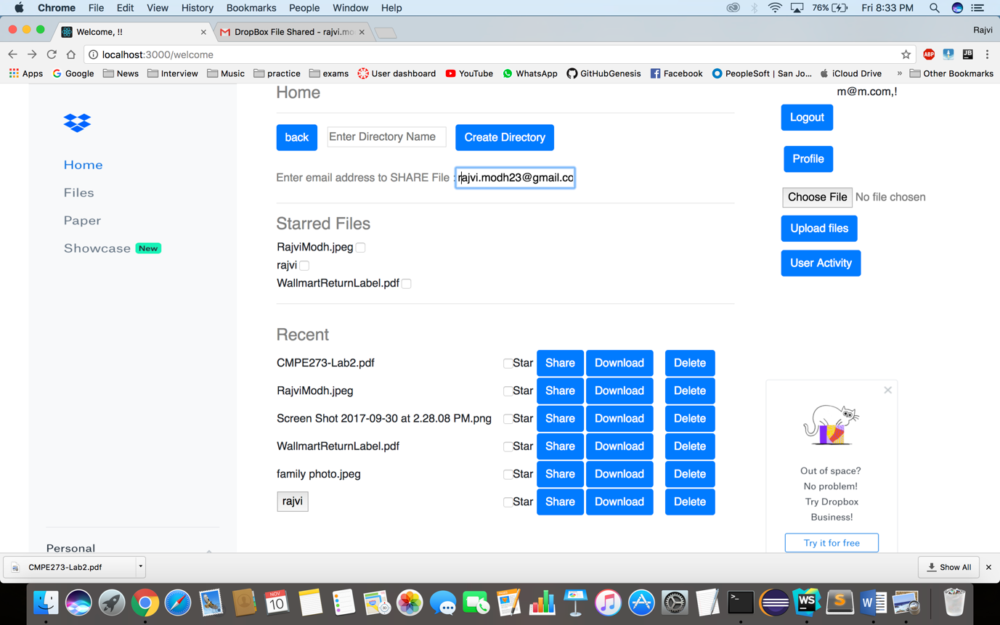 Chrome File Edit View History Bookmarks People Window Help 76% Fri 8:33 PM
Welcome, !! DropBox File Shared - rajvi.mo Rajvi
localhost:3000/welcome ABP JB
Apps Google News Interview Music practice exams User dashboard YouTube WhatsApp GitHubGenesis Facebook PeopleSoft | San Jo... iCloud Drive » Other Bookmarks
Home
Files
Paper
Showcase New
Personal
Home
back Enter Directory Name Create Directory
Enter email address to SHARE File : rajvi.modh23@gmail.co
Starred Files
RajviModh.jpeg
rajvi
WallmartReturnLabel.pdf
Recent
CMPE273-Lab2.pdf Star Share Download Delete
RajviModh.jpeg Star Share Download Delete
Screen Shot 2017-09-30 at 2.28.08 PM.png Star Share Download Delete
WallmartReturnLabel.pdf Star Share Download Delete
family photo.jpeg Star Share Download Delete
rajvi Star Share Download Delete
m@m.com,!
Logout
Profile
Choose File No file chosen
Upload files
User Activity
Out of space?
No problem!
Try Dropbox
Business!
Try it for free
CMPE273-Lab2.pdf Show All
NOV
10
>_
WS
S
W